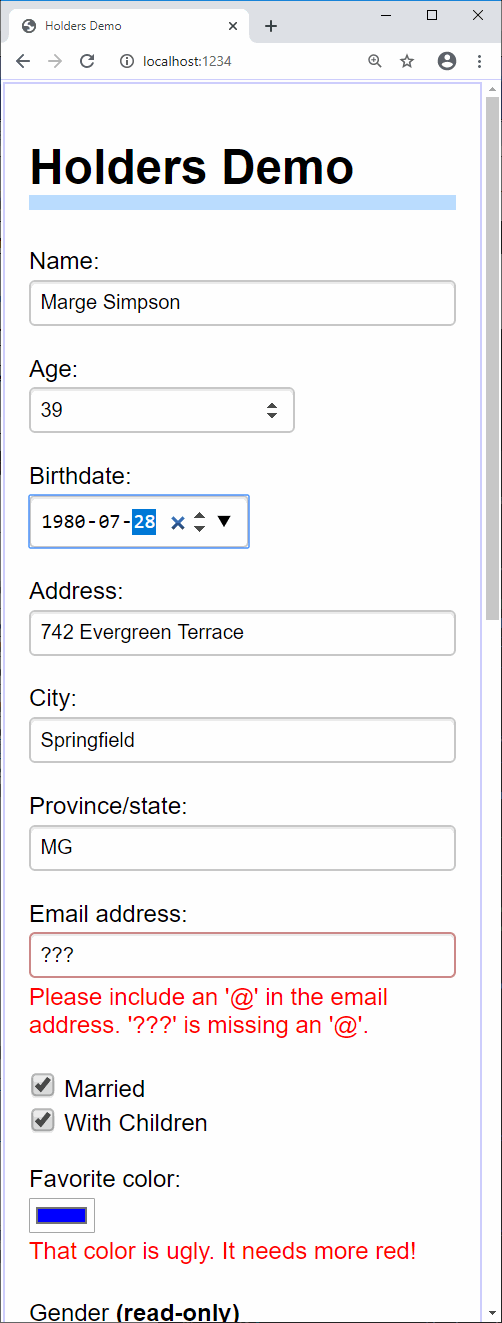 Holders Demo
localhost:1234
Holders Demo
Name:
Marge Simpson
Age:
39
Birthdate:
1980-07-28
Address:
742 Evergreen Terrace
City:
Springfield
Province/state:
MG
Email address:
???
Please include an '@' in the email
address. '???' is missing an '@'.
Married
With Children
Favorite color:
That color is ugly. It needs more red!
Gender (read-only)